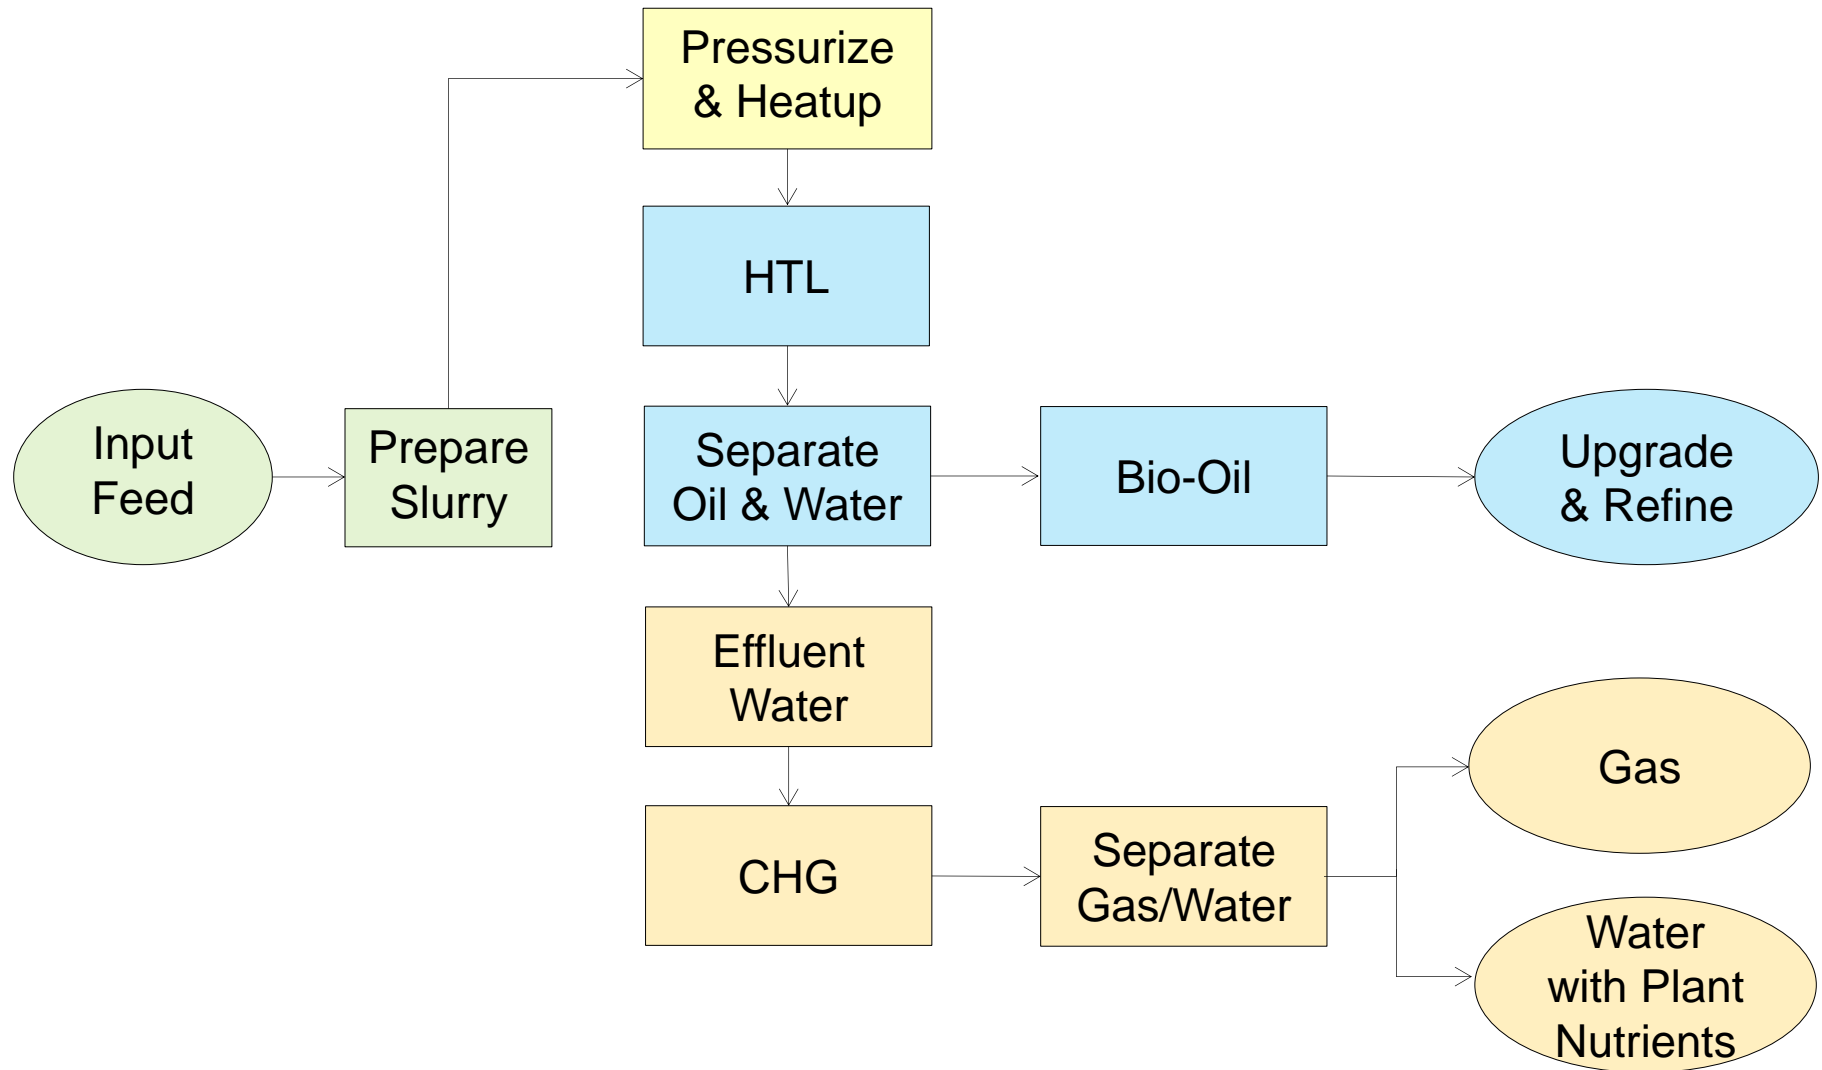 Pressurize
& Heatup
HTL
Input
Feed
Prepare
Slurry
Separate
Oil & Water
Bio-Oil
Upgrade
& Refine
Effluent
Water
CHG
Separate
Gas/Water
Gas
Water
with Plant
Nutrients